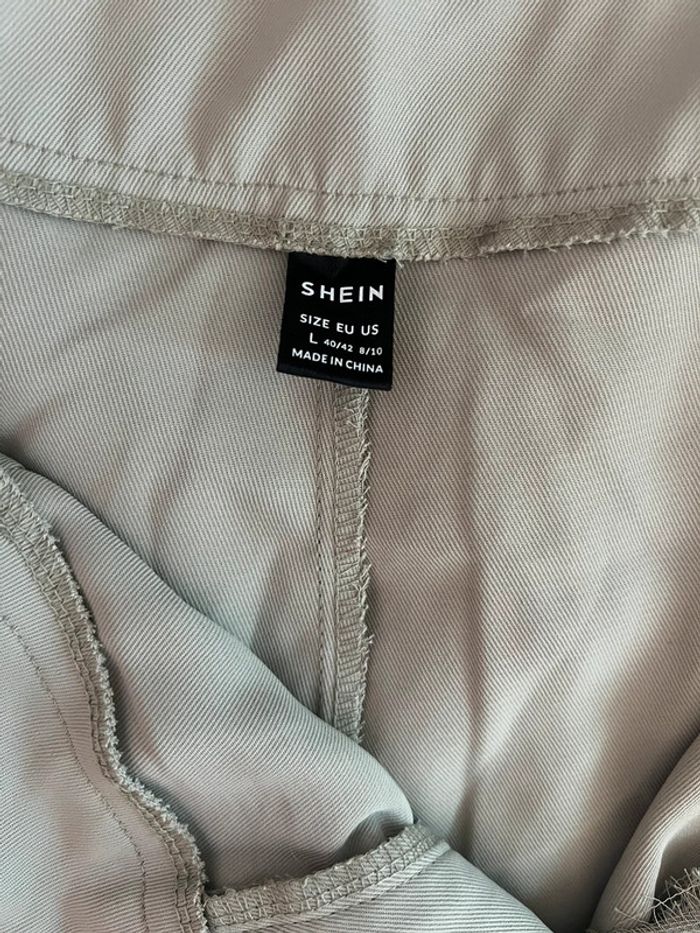 SHEIN
SIZE EU US
L 40/42 8/10
MADE IN CHINA